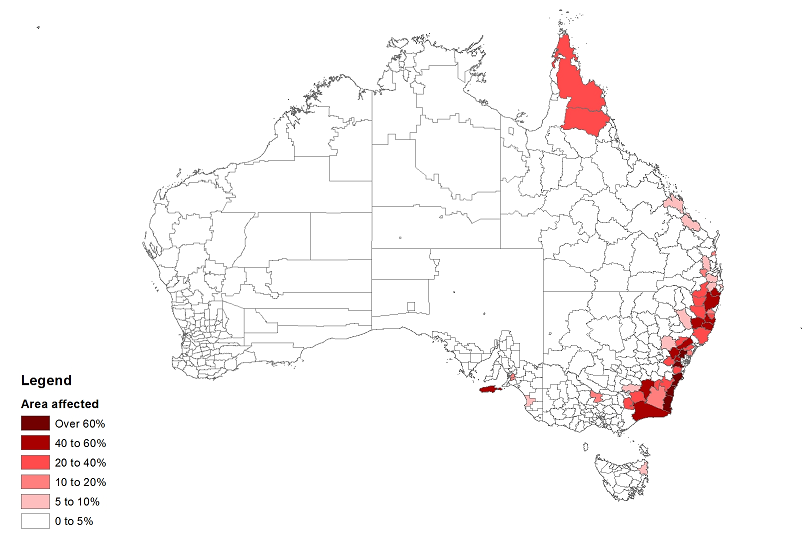 Legend
Area affected
Over 60%
40 to 60%
20 to 40%
10 to 20%
5 to 10%
0 to 5%